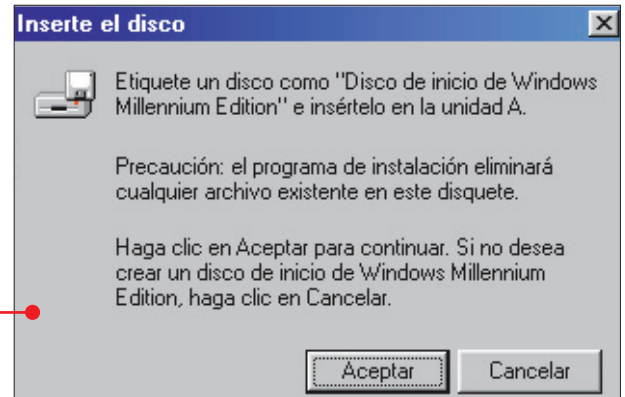 Inserte el disco
Etiquete un disco como "Disco de inicio de Windows
Millennium Edition" e insértelo en la unidad A.
Precaución: el programa de instalación eliminará
cualquier archivo existente en este disquete.
Haga clic en Aceptar para continuar. Si no desea
crear un disco de inicio de Windows Millennium
Edition, haga clic en Cancelar.
Aceptar
Cancelar